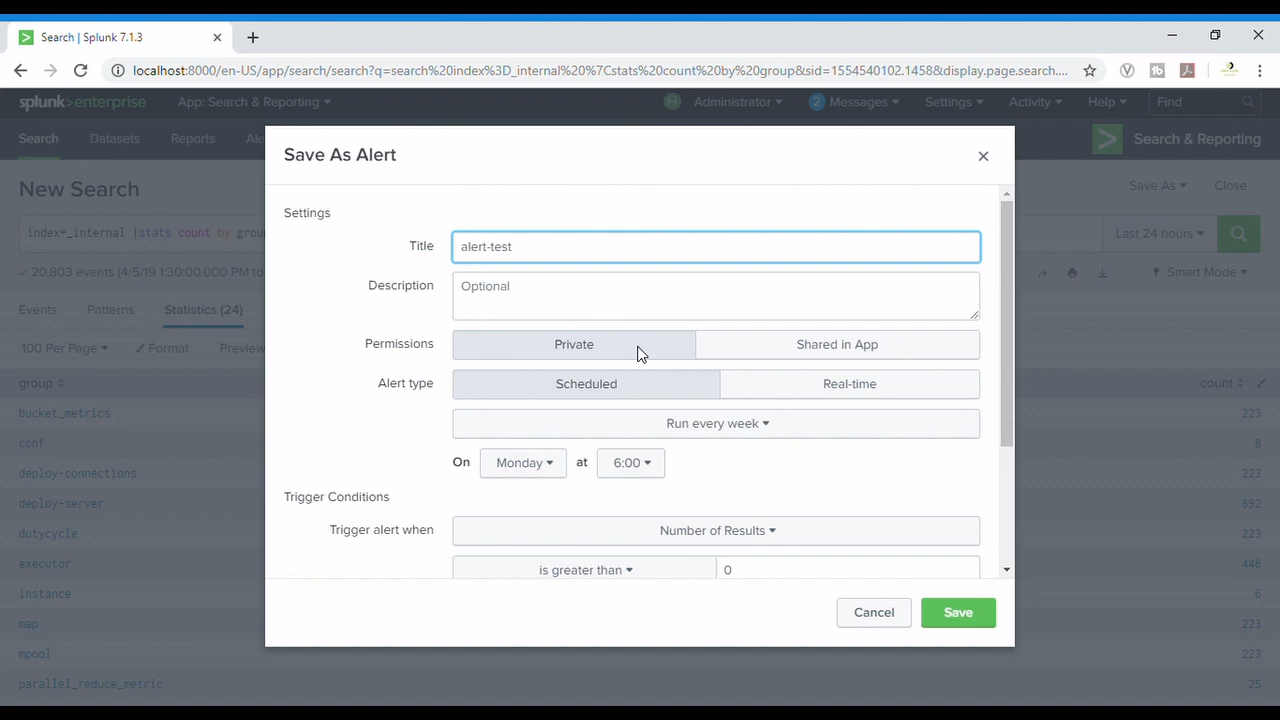 Search | Splunk 7.1.3
localhost:8000/en-US/app/search/search?q=search%20index%3D_internal%20%7Cstats%20count%20by%20group&sid=1554540102.1458&display.page.search....
splunk>enterprise App: Search & Reporting Administrator 2 Messages Settings Activity Help Find
Search Datasets Reports Ale Search & Reporting
New Search Save As Close
index=_internal |stats count by grou Last 24 hours
20,803 events (4/5/19 1:30:00.000 PM to Smart Mode
Events Patterns Statistics (24)
100 Per Page Format Preview
group count
bucket_metrics 223
conf 8
deploy-connections 223
deploy-server 892
dutycycle 223
executor 446
instance 6
map 223
mpool 223
parallel_reduce_metric 25
Save As Alert
Settings
Title alert-test
Description Optional
Permissions Private Shared in App
Alert type Scheduled Real-time
Run every week
On Monday at 6:00
Trigger Conditions
Trigger alert when Number of Results
is greater than 0
Cancel Save